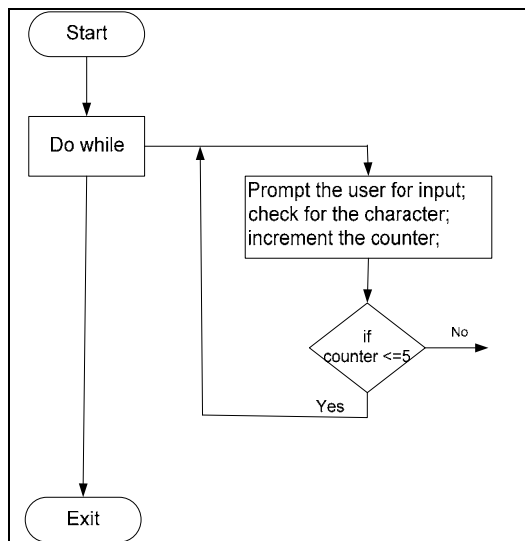 Start
Do while
Prompt the user for input;
check for the character;
increment the counter;
if
counter <=5
No
Yes
Exit